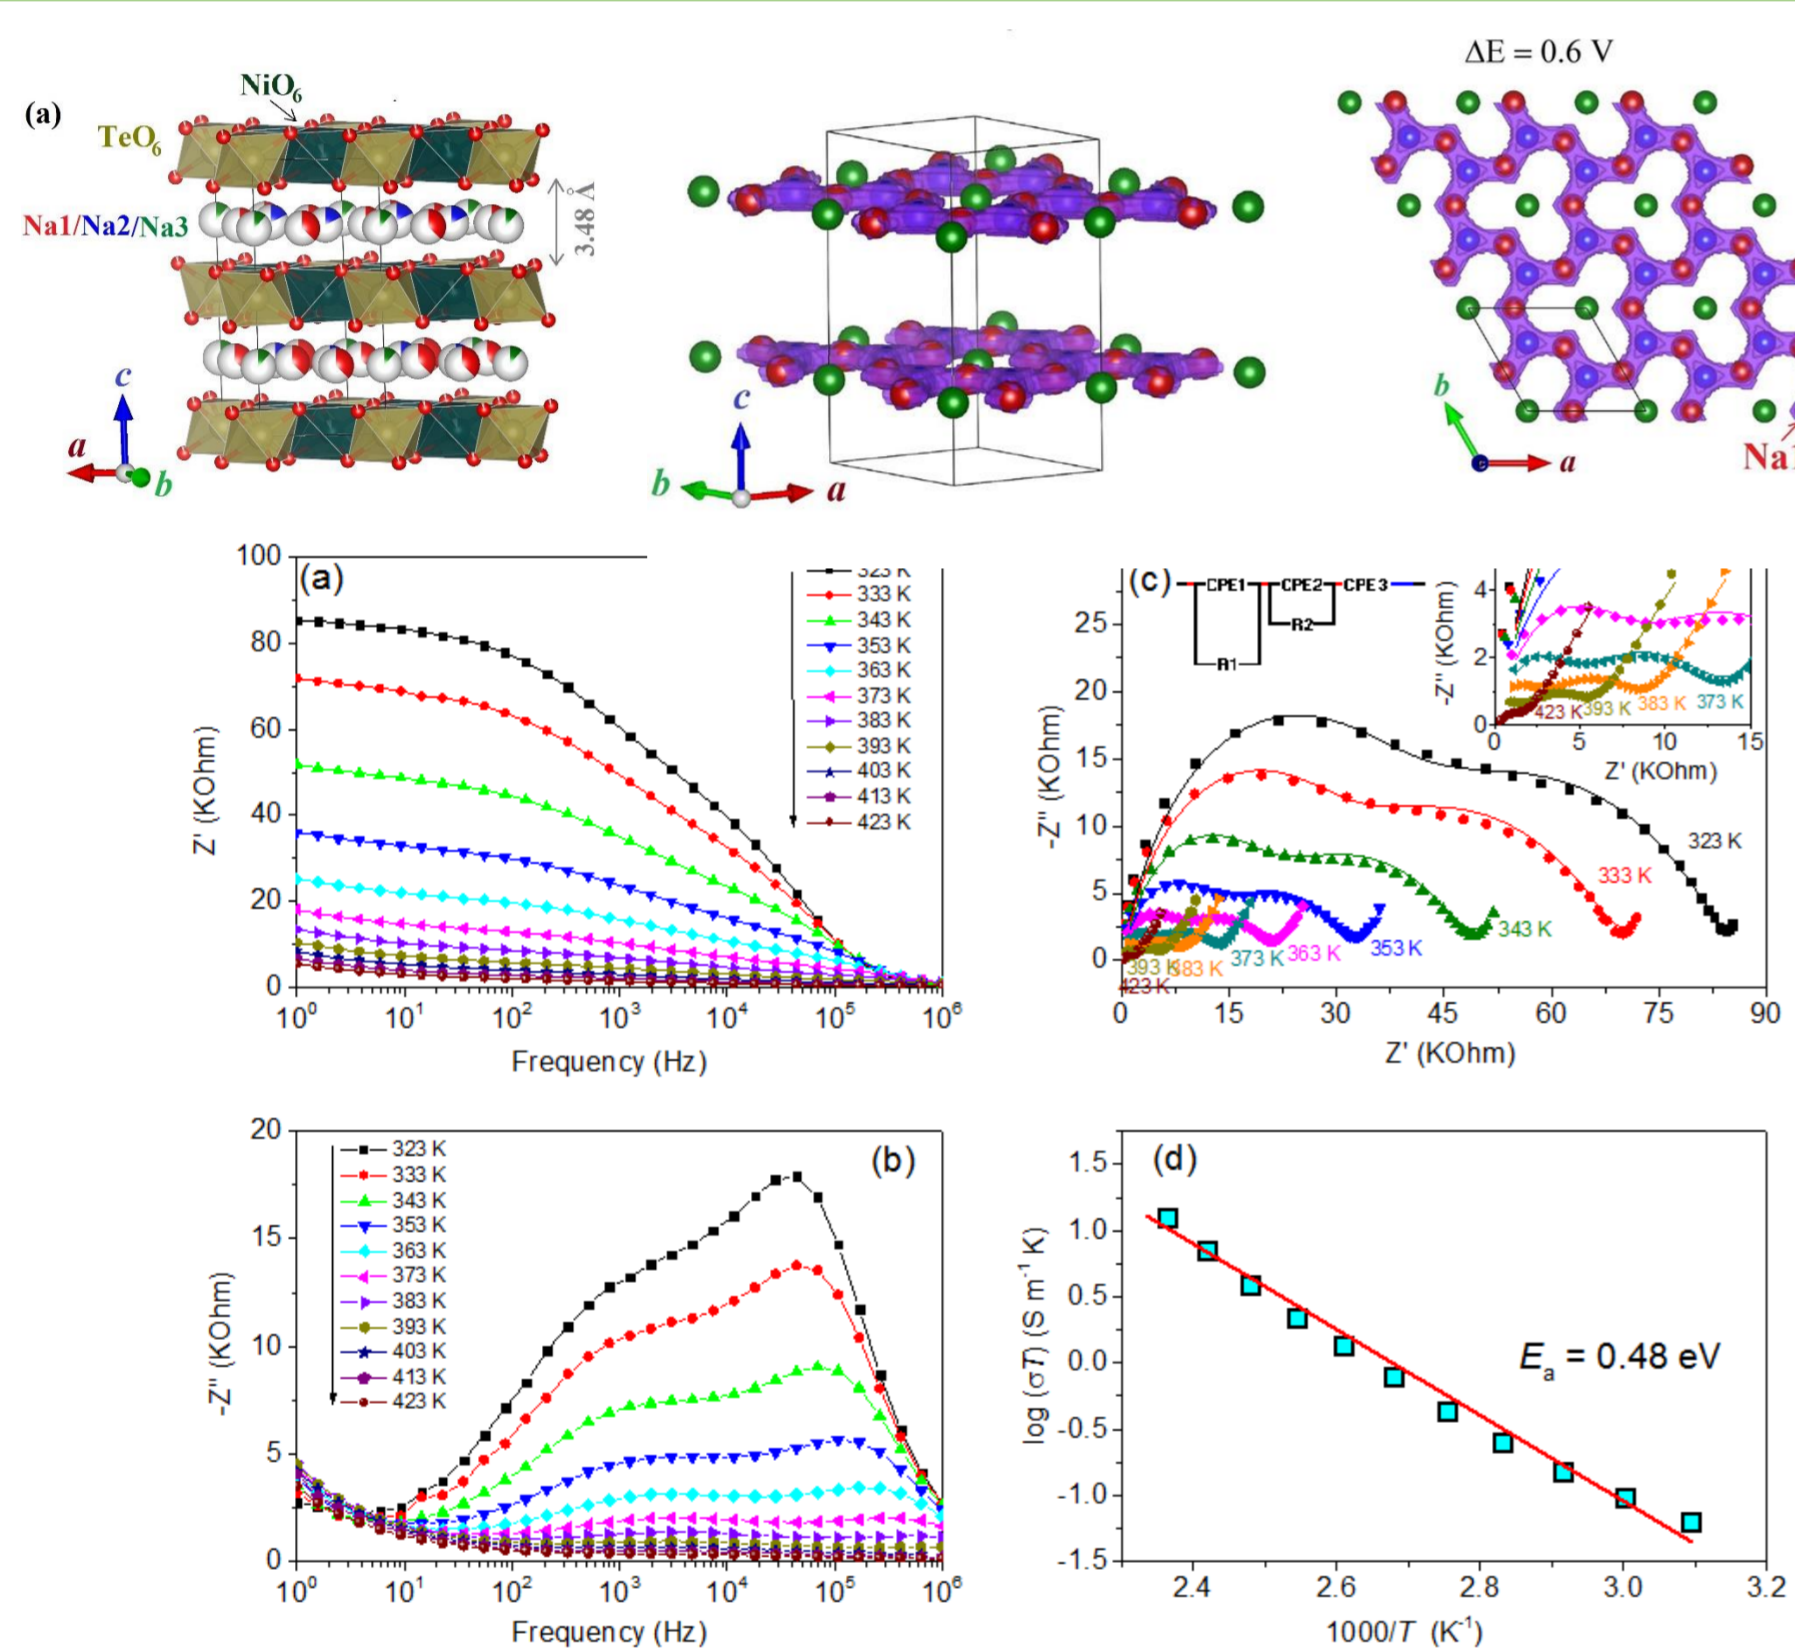 ΔE = 0.6 V
(a)
NiO6
TeO6
Na1/Na2/Na3
3.48 Å
c
a
b
c
b
a
b
a
Na1
(a)
100
80
60
40
20
0
Z' (KOhm)
10^0 10^1 10^2 10^3 10^4 10^5 10^6
Frequency (Hz)
323 K
333 K
343 K
353 K
363 K
373 K
383 K
393 K
403 K
413 K
423 K
(c)
CPE1 CPE2 CPE3
R2
R1
25
20
15
10
5
0
-Z'' (KOhm)
0 15 30 45 60 75 90
Z' (KOhm)
323 K
333 K
343 K
353 K
363 K
373 K
383 K
393 K
423 K
4
2
0
-Z'' (KOhm)
0 5 10 15
Z' (KOhm)
423 K 393 K 383 K 373 K
(b)
20
15
10
5
0
-Z'' (KOhm)
10^0 10^1 10^2 10^3 10^4 10^5 10^6
Frequency (Hz)
323 K
333 K
343 K
353 K
363 K
373 K
383 K
393 K
403 K
413 K
423 K
(d)
1.5
1.0
0.5
0.0
-0.5
-1.0
-1.5
log (σT) (S m^-1 K)
Ea = 0.48 eV
2.4 2.6 2.8 3.0 3.2
1000/T (K^-1)